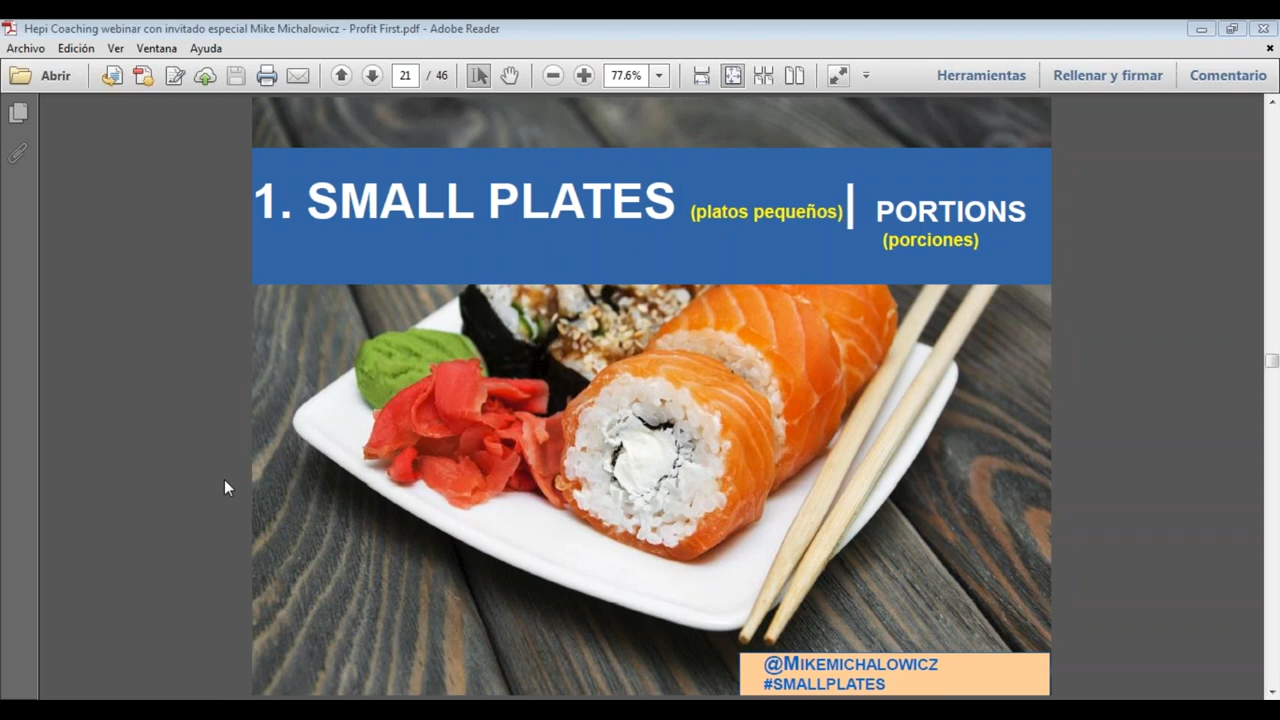 Hepi Coaching webinar con invitado especial Mike Michalowicz - Profit First.pdf - Adobe Reader
Archivo Edición Ver Ventana Ayuda
Abrir 21 / 46 77.6% Herramientas Rellenar y firmar Comentario
1. SMALL PLATES (platos pequeños) | PORTIONS
(porciones)
@MIKEMICHALOWICZ
#SMALLPLATES